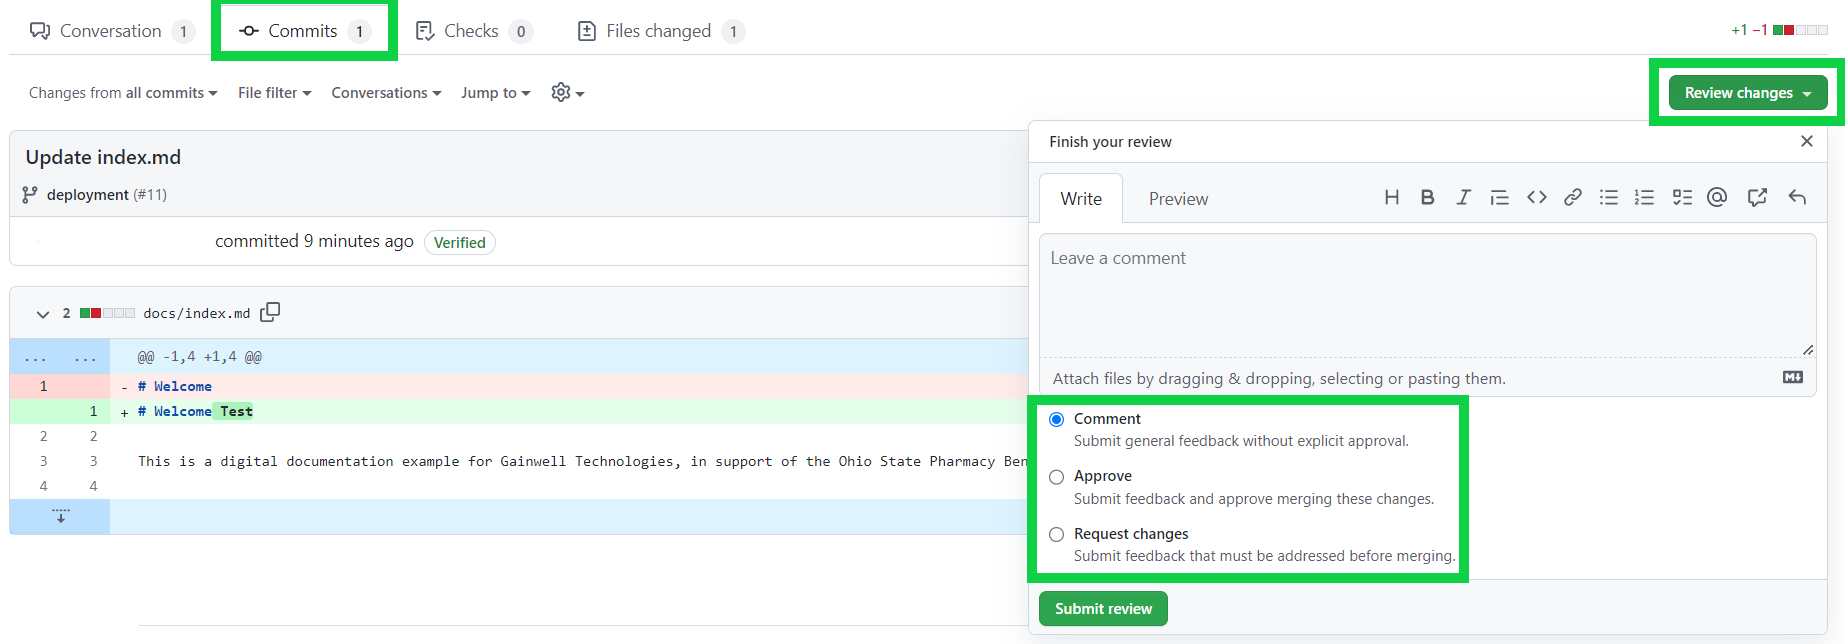 Conversation 1 Commits 1 Checks 0 Files changed 1 +1 −1
Changes from all commits File filter Conversations Jump to Review changes
Finish your review
Update index.md
deployment (#11)
Write Preview
committed 9 minutes ago Verified
Leave a comment
2 docs/index.md
... ... @@ -1,4 +1,4 @@
Attach files by dragging & dropping, selecting or pasting them.
1 - # Welcome
1 + # Welcome Test
2 2
3 3 This is a digital documentation example for Gainwell Technologies, in support of the Ohio State Pharmacy Ben
4 4
Comment
Submit general feedback without explicit approval.
Approve
Submit feedback and approve merging these changes.
Request changes
Submit feedback that must be addressed before merging.
Submit review